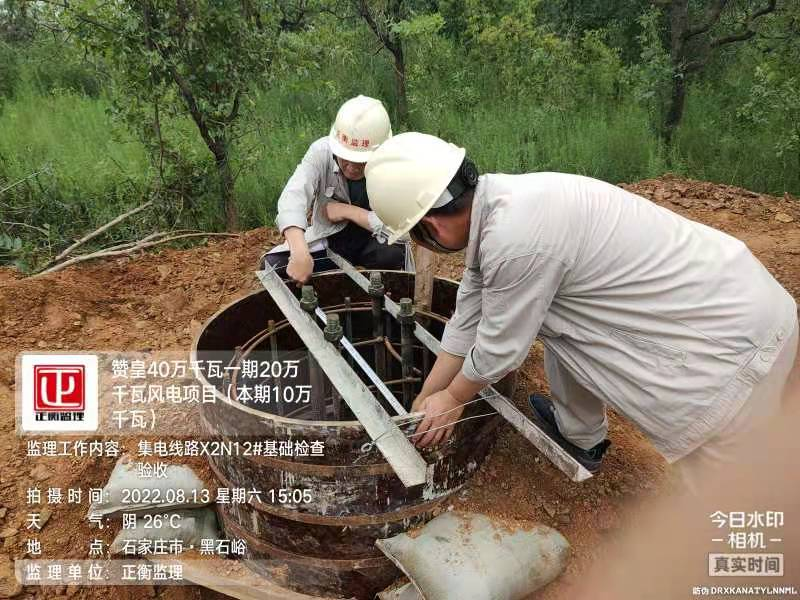 正衡监理
正衡监理
赞皇40万千瓦一期20万
千瓦风电项目（本期10万
千瓦）
监理工作内容：集电线路X2N12#基础检查
验收
拍摄时间：2022.08.13 星期六 15:05
天气：阴 26℃
地点：石家庄市·黑石峪
监理单位：正衡监理
今日水印
-相机-
真实时间
防伪 DRXKANATYLNNML